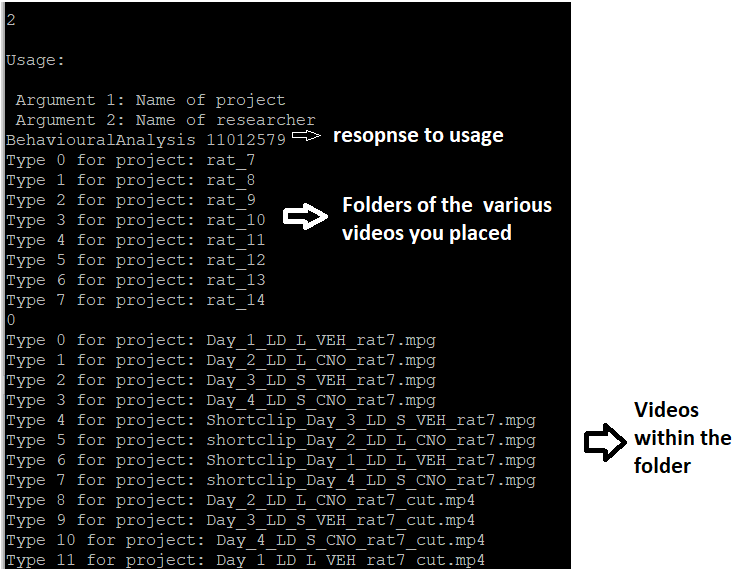 2
Usage:
Argument 1: Name of project
Argument 2: Name of researcher
BehaviouralAnalysis 11012579
resopnse to usage
Type 0 for project: rat_7
Type 1 for project: rat_8
Type 2 for project: rat_9
Type 3 for project: rat_10
Type 4 for project: rat_11
Type 5 for project: rat_12
Type 6 for project: rat_13
Type 7 for project: rat_14
Folders of the various
videos you placed
0
Type 0 for project: Day_1_LD_L_VEH_rat7.mpg
Type 1 for project: Day_2_LD_L_CNO_rat7.mpg
Type 2 for project: Day_3_LD_S_VEH_rat7.mpg
Type 3 for project: Day_4_LD_S_CNO_rat7.mpg
Type 4 for project: Shortclip_Day_3_LD_S_VEH_rat7.mpg
Type 5 for project: shortclip_Day_2_LD_L_CNO_rat7.mpg
Type 6 for project: Shortclip_Day_1_LD_L_VEH_rat7.mpg
Type 7 for project: shortclip_Day_4_LD_S_CNO_rat7.mpg
Type 8 for project: Day_2_LD_L_CNO_rat7_cut.mp4
Type 9 for project: Day_3_LD_S_VEH_rat7_cut.mp4
Type 10 for project: Day_4_LD_S_CNO_rat7_cut.mp4
Type 11 for project: Day_1_LD_L_VEH_rat7_cut.mp4
Videos
within the
folder